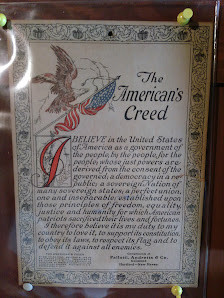 The
American's
Creed
I BELIEVE in the United States
of America as a government of
the people, by the people, for the
people; whose just powers are
derived from the consent of the
governed; a democracy in a re-
public; a sovereign Nation of
many sovereign states; a perfect union,
one and inseparable; established upon
those principles of freedom, equality,
justice and humanity for which American
patriots sacrificed their lives and fortunes.
I therefore believe it is my duty to my
country to love it; to support its constitution;
to obey its laws; to respect its flag and to
defend it against all enemies.